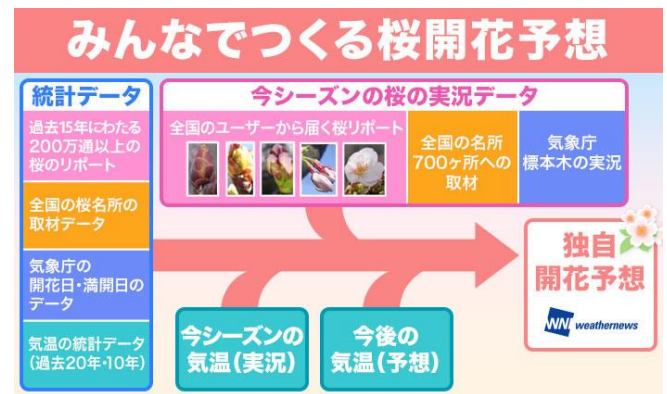 みんなでつくる桜開花予想
統計データ
過去15年にわたる
200万通以上の
桜のリポート
全国の桜名所の
取材データ
気象庁の
開花日・満開日の
データ
気温の統計データ
(過去20年・10年)
今シーズンの桜の実況データ
全国のユーザーから届く桜リポート
全国の名所
700ヶ所への
取材
気象庁
標本木の実況
今シーズンの
気温(実況)
今後の
気温(予想)
独自
開花予想
WNI weathernews